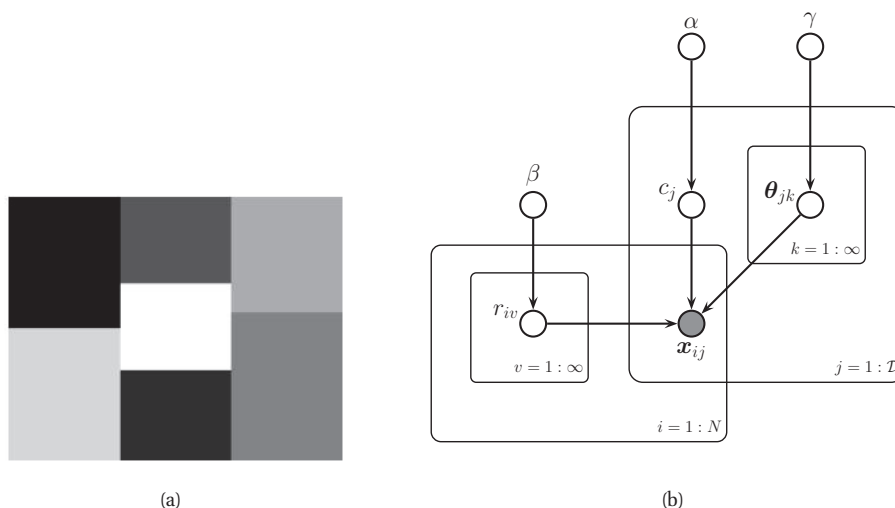 α
γ
β
c_j
θ_jk
k = 1 : ∞
r_iv
x_ij
v = 1 : ∞
j = 1 : D
i = 1 : N
(a)
(b)